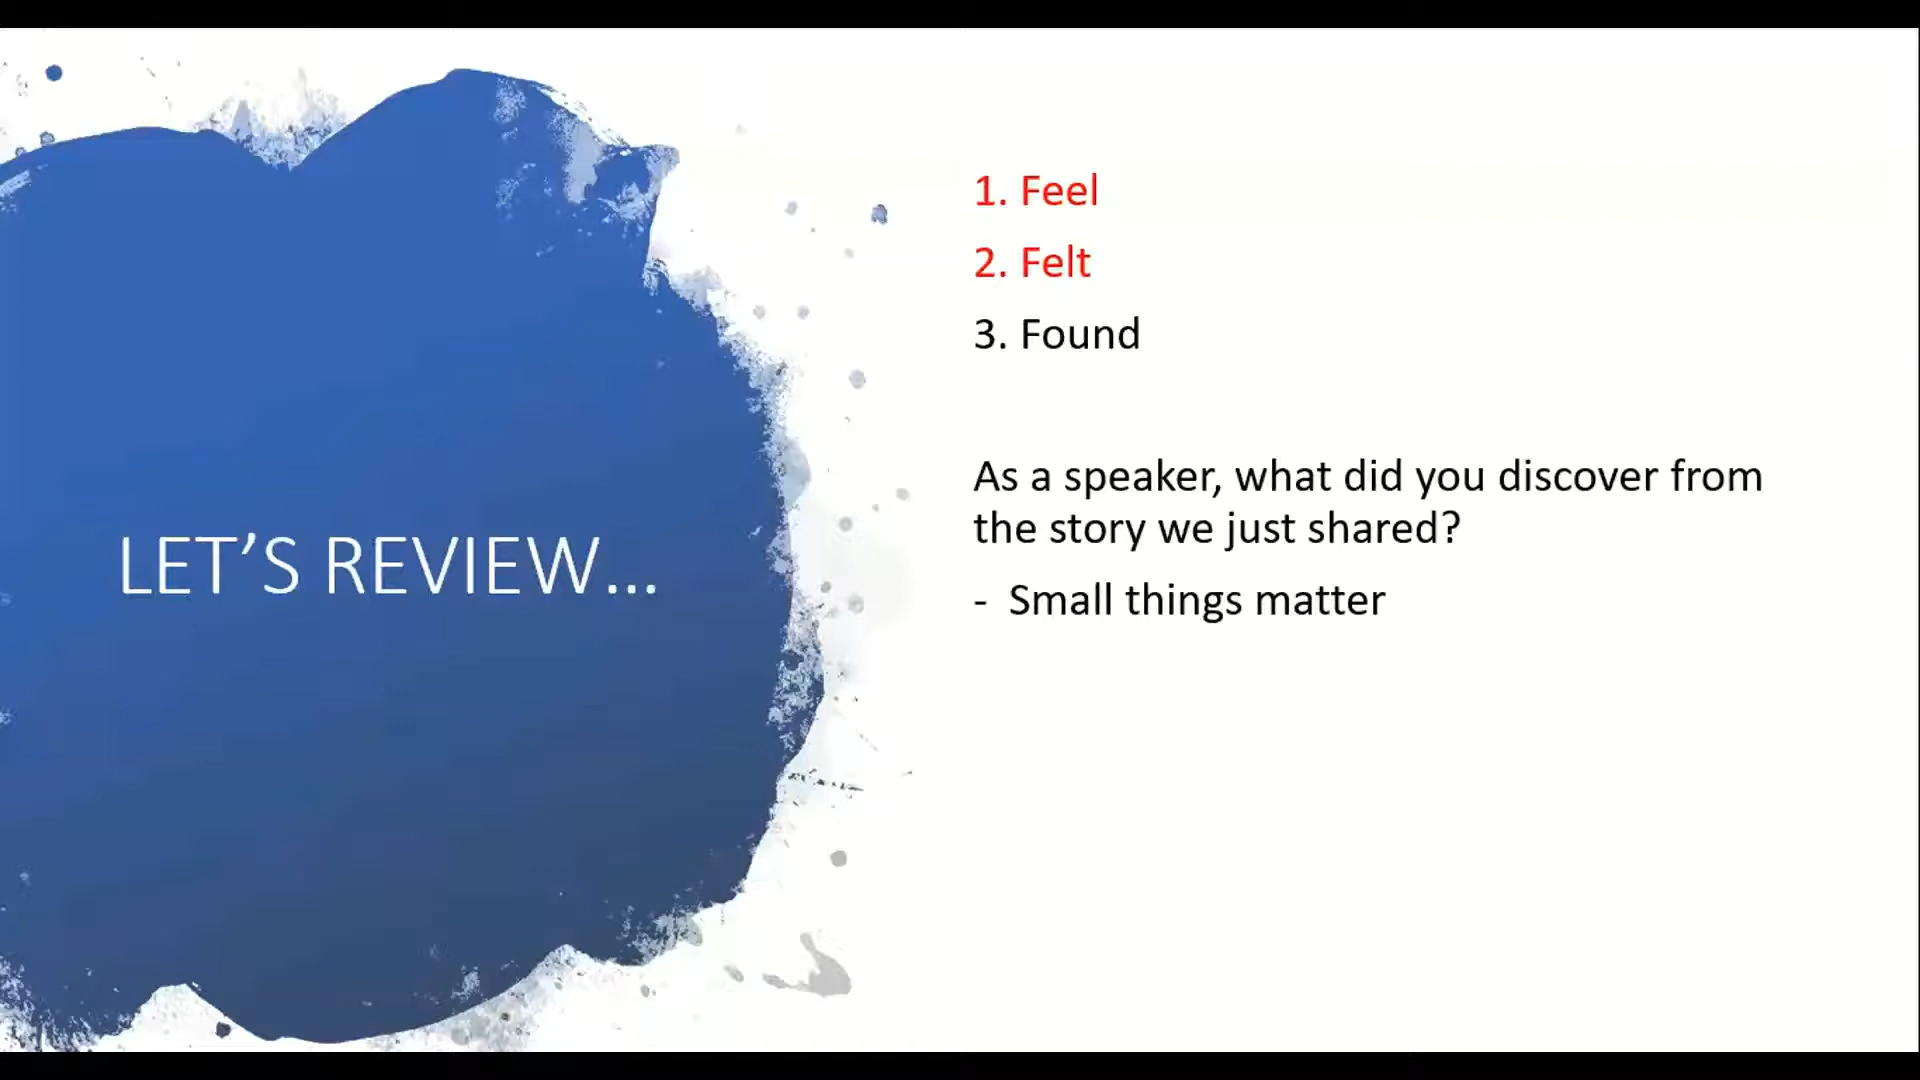 LET’S REVIEW...
1. Feel
2. Felt
3. Found
As a speaker, what did you discover from
the story we just shared?
- Small things matter